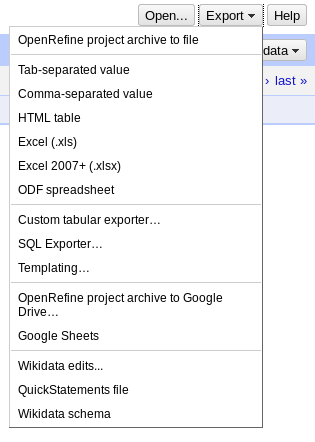 Open... Export Help
OpenRefine project archive to file
data
Tab-separated value
› last »
Comma-separated value
HTML table
Excel (.xls)
Excel 2007+ (.xlsx)
ODF spreadsheet
Custom tabular exporter…
SQL Exporter…
Templating…
OpenRefine project archive to Google
Drive…
Google Sheets
Wikidata edits...
QuickStatements file
Wikidata schema